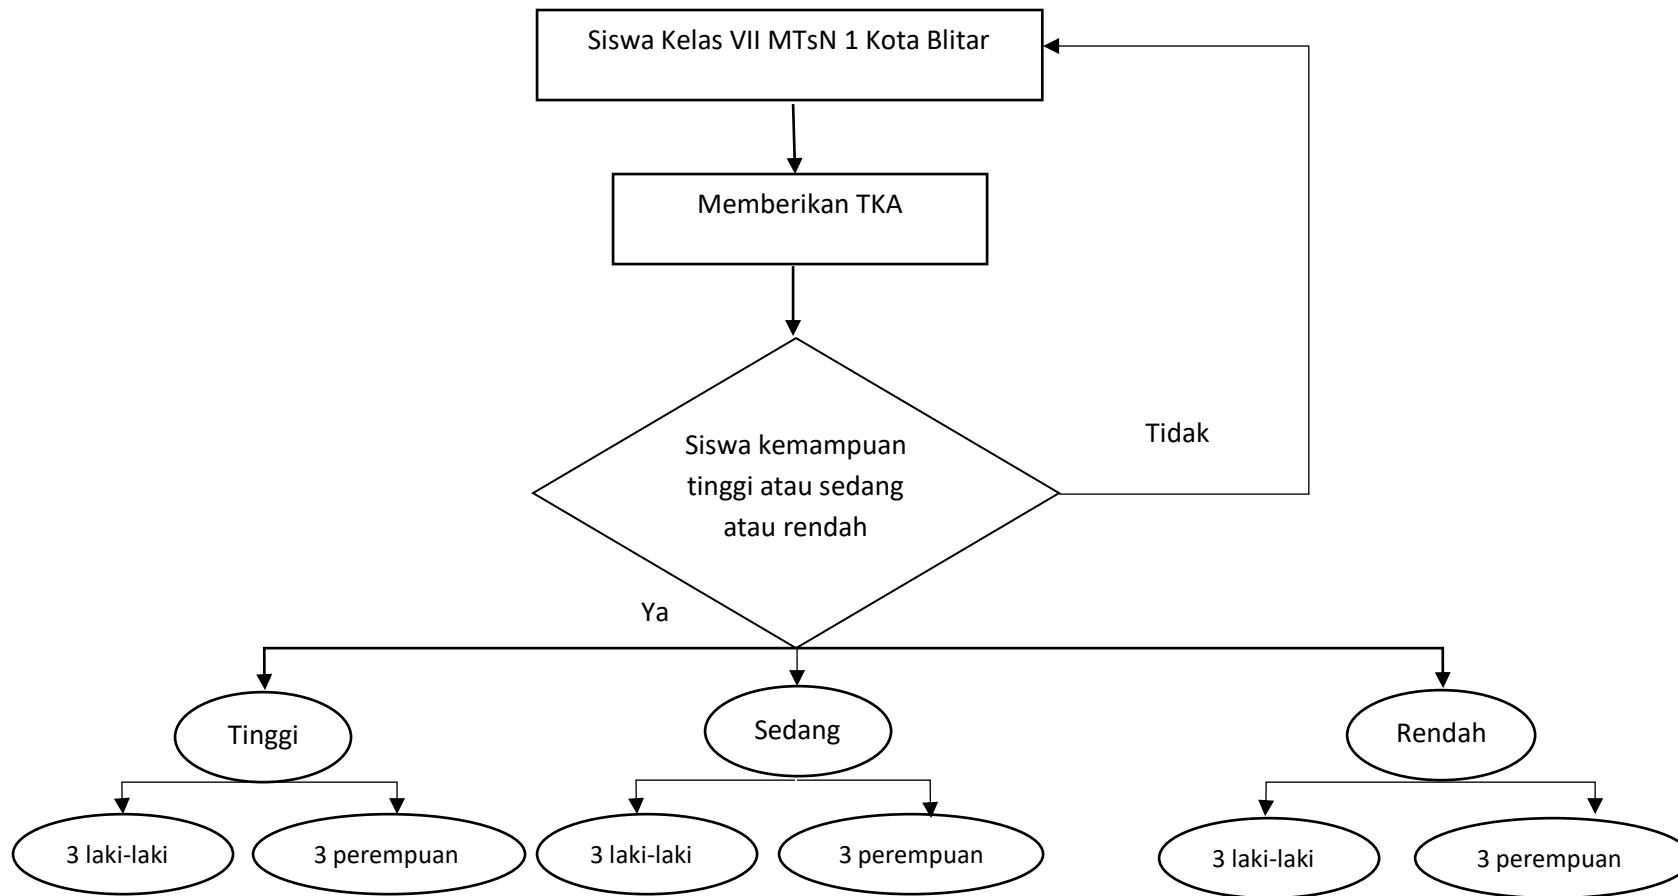 Siswa Kelas VII MTsN 1 Kota Blitar
Memberikan TKA
Siswa kemampuan
tinggi atau sedang
atau rendah
Tidak
Ya
Tinggi
Sedang
Rendah
3 laki-laki
3 perempuan
3 laki-laki
3 perempuan
3 laki-laki
3 perempuan